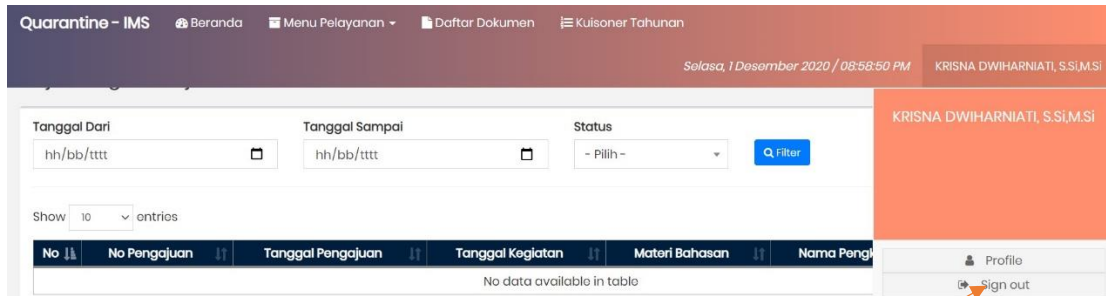 Quarantine - IMS Beranda Menu Pelayanan Daftar Dokumen Kuisoner Tahunan
Selasa, 1 Desember 2020 / 08:58:50 PM KRISNA DWIHARNIATI, S.Si,M.Si
KRISNA DWIHARNIATI, S.Si,M.Si
Tanggal Dari Tanggal Sampai Status
hh/bb/tttt hh/bb/tttt - Pilih - Filter
Show 10 entries
No No Pengajuan Tanggal Pengajuan Tanggal Kegiatan Materi Bahasan Nama
No data available in table
Profile
Sign out